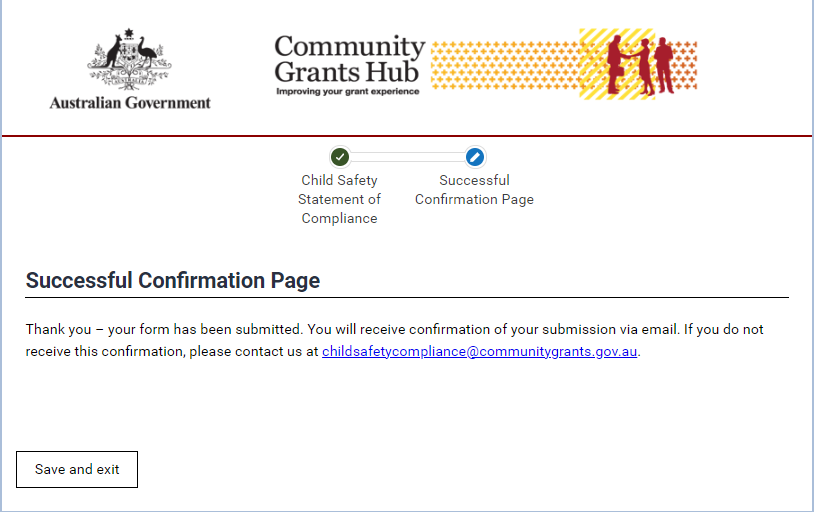 Australian Government
Community
Grants Hub
Improving your grant experience
Child Safety
Statement of
Compliance
Successful
Confirmation Page
Successful Confirmation Page
Thank you – your form has been submitted. You will receive confirmation of your submission via email. If you do not
receive this confirmation, please contact us at childsafetycompliance@communitygrants.gov.au.
Save and exit